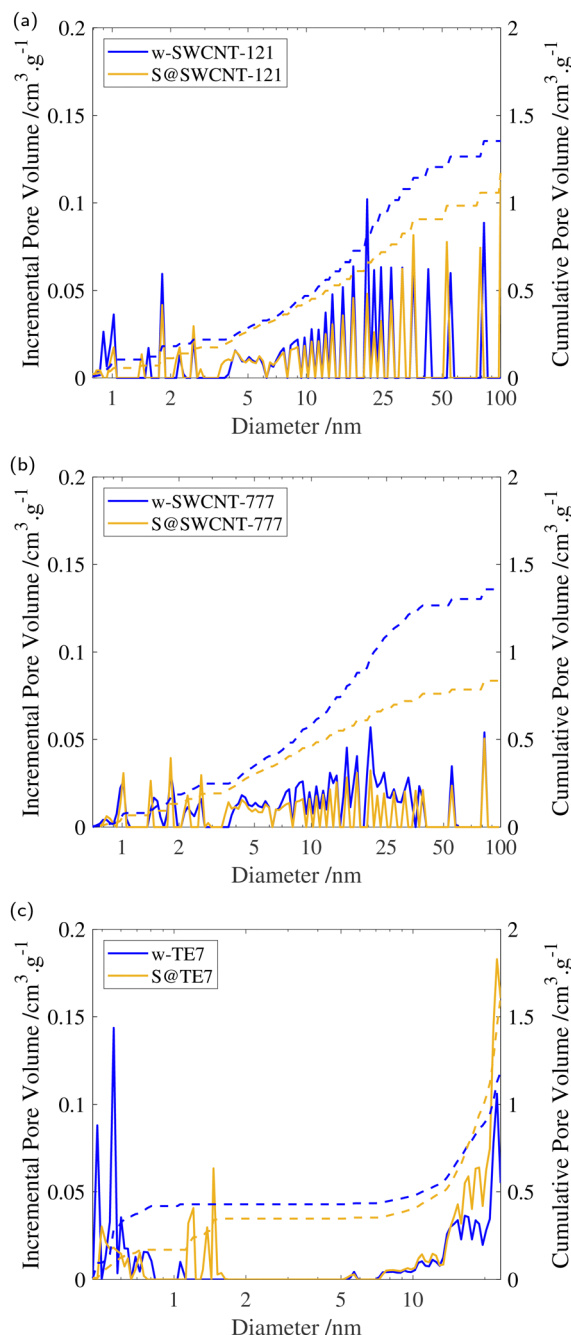 (a)
w-SWCNT-121
S@SWCNT-121
Incremental Pore Volume /cm³.g⁻¹
0.2
0.15
0.1
0.05
0
Cumulative Pore Volume /cm³.g⁻¹
2
1.5
1
0.5
0
1 2 5 10 25 50 100
Diameter /nm
(b)
w-SWCNT-777
S@SWCNT-777
Incremental Pore Volume /cm³.g⁻¹
0.2
0.15
0.1
0.05
0
Cumulative Pore Volume /cm³.g⁻¹
2
1.5
1
0.5
0
1 2 5 10 25 50 100
Diameter /nm
(c)
w-TE7
S@TE7
Incremental Pore Volume /cm³.g⁻¹
0.2
0.15
0.1
0.05
0
Cumulative Pore Volume /cm³.g⁻¹
2
1.5
1
0.5
0
1 2 5 10
Diameter /nm